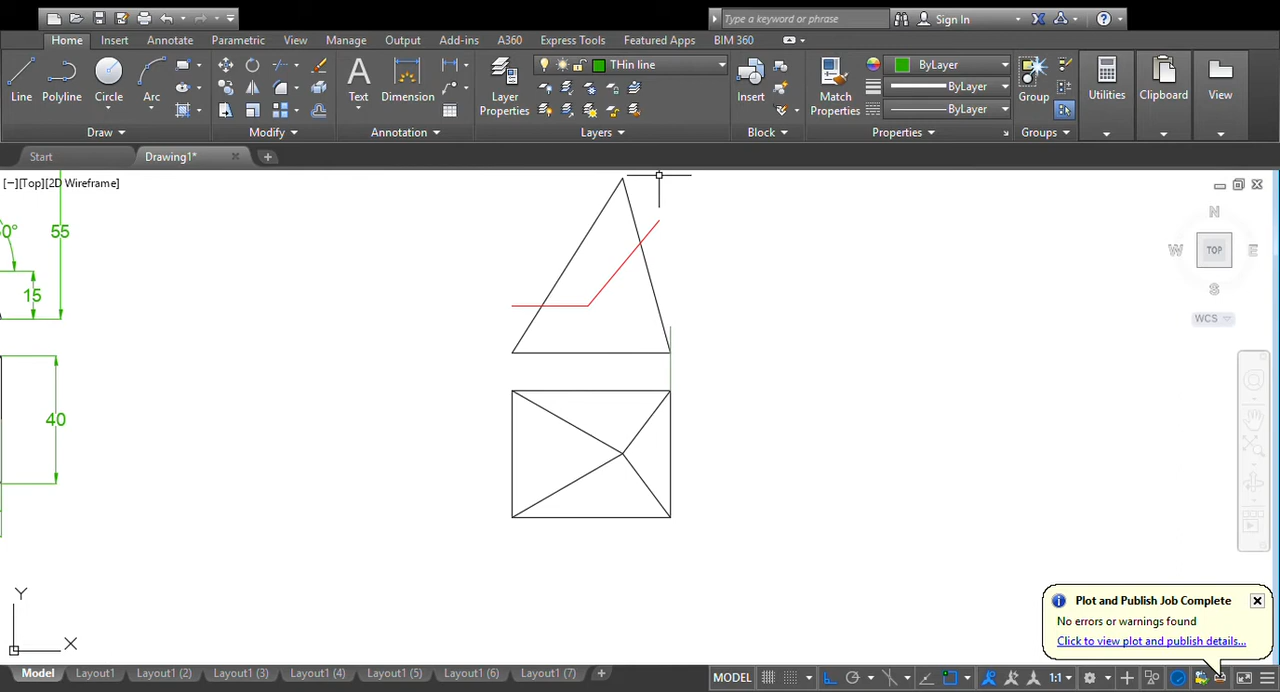 Type a keyword or phrase
Sign In
?
Home
Insert
Annotate
Parametric
View
Manage
Output
Add-ins
A360
Express Tools
Featured Apps
BIM 360
Line
Polyline
Circle
Arc
Draw
Modify
A
Text
Dimension
Annotation
Layer
Properties
THin line
Layers
Insert
Block
Match
Properties
ByLayer
ByLayer
ByLayer
Properties
Group
Groups
Utilities
Clipboard
View
Start
Drawing1*
[−][Top][2D Wireframe]
0°
55
15
40
N
W
TOP
E
S
WCS
Y
X
Plot and Publish Job Complete
No errors or warnings found
Click to view plot and publish details...
Model
Layout1
Layout1 (2)
Layout1 (3)
Layout1 (4)
Layout1 (5)
Layout1 (6)
Layout1 (7)
+
MODEL
1:1